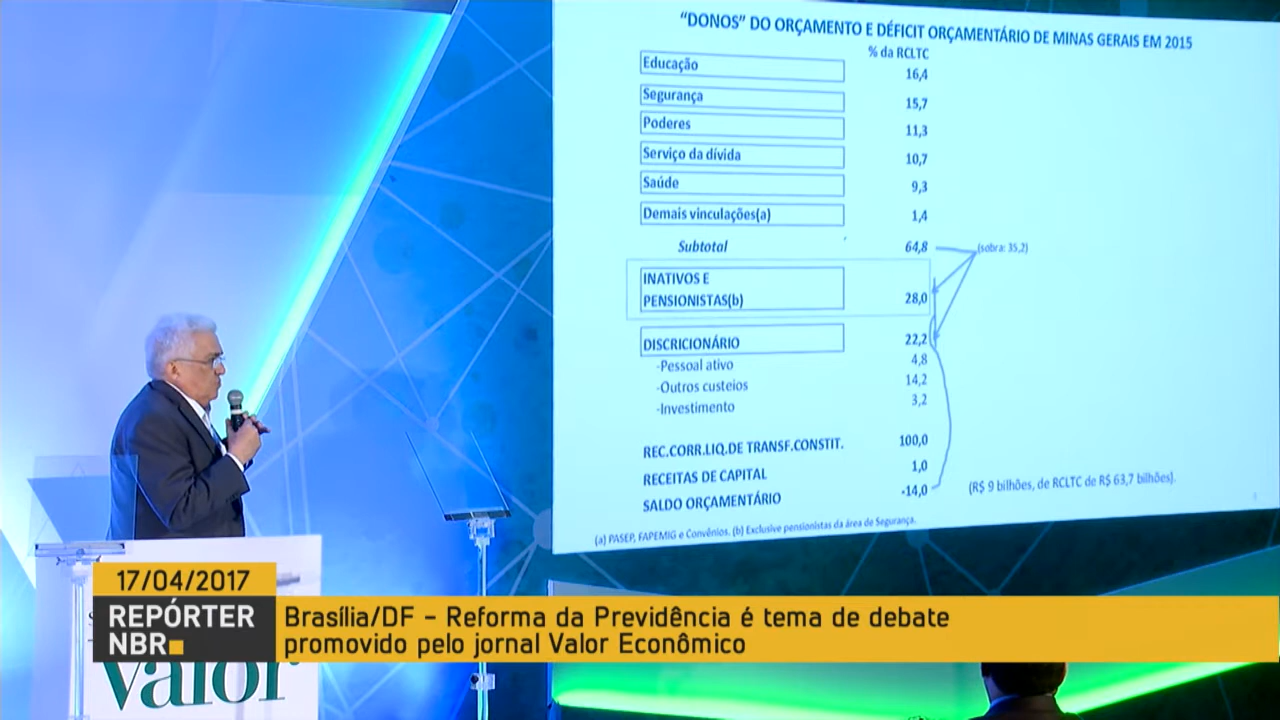 “DONOS” DO ORÇAMENTO E DÉFICIT ORÇAMENTÁRIO DE MINAS GERAIS EM 2015
% da RCLTC
Educação 16,4
Segurança 15,7
Poderes 11,3
Serviço da dívida 10,7
Saúde 9,3
Demais vinculações(a) 1,4
Subtotal 64,8 (sobra: 35,2)
INATIVOS E
PENSIONISTAS(b) 28,0
DISCRICIONÁRIO 22,2
-Pessoal ativo 4,8
-Outros custeios 14,2
-Investimento 3,2
REC.CORR.LIQ.DE TRANSF.CONSTIT. 100,0
RECEITAS DE CAPITAL 1,0
SALDO ORÇAMENTÁRIO -14,0 (R$ 9 bilhões, de RCLTC de R$ 63,7 bilhões).
(a) PASEP, FAPEMIG e Convênios. (b) Exclusive pensionistas da área de Segurança.
17/04/2017
REPÓRTER
NBR
Brasília/DF – Reforma da Previdência é tema de debate
promovido pelo jornal Valor Econômico
valor